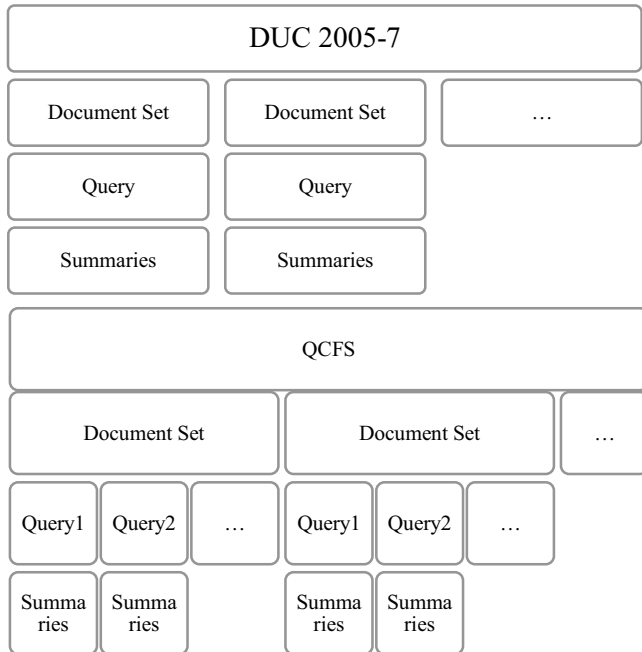 DUC 2005-7
Document Set Document Set …
Query Query
Summaries Summaries
QCFS
Document Set Document Set …
Query1 Query2 … Query1 Query2 …
Summa Summa Summa Summa
ries ries ries ries